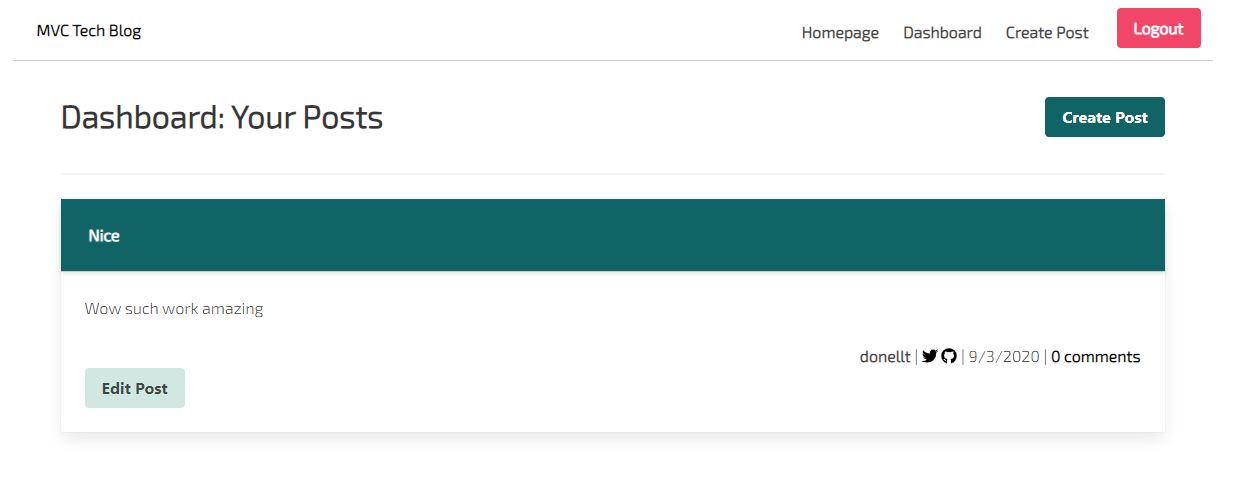 MVC Tech Blog Homepage Dashboard Create Post Logout
Dashboard: Your Posts Create Post
Nice
Wow such work amazing
donellt | | 9/3/2020 | 0 comments
Edit Post